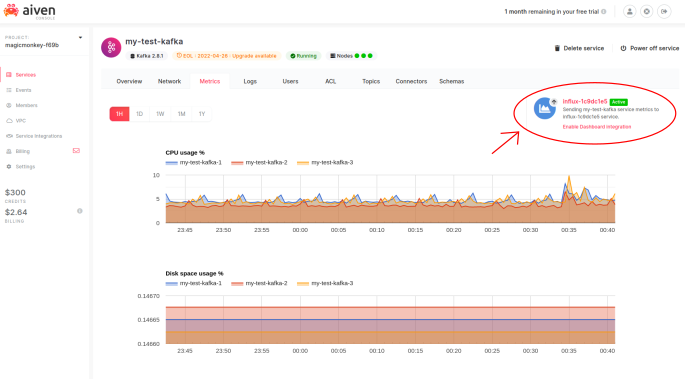 aiven
CONSOLE
1 month remaining in your free trial
PROJECT
magicmonkey-f69b
Services
Events
Members
VPC
Service Integrations
Billing
Settings
$300
CREDITS
$2.64
BILLING
my-test-kafka
Kafka 2.8.1
EOL - 2022-04-26 - Upgrade available
Running
Nodes
Delete service
Power off service
Overview
Network
Metrics
Logs
Users
ACL
Topics
Connectors
Schemas
1H
1D
1W
1M
1Y
influx-1c9dc1e5 Active
Sending my-test-kafka service metrics to
influx-1c9dc1e5 service.
Enable Dashboard Integration
CPU usage %
my-test-kafka-1 my-test-kafka-2 my-test-kafka-3
10
5
0
23:45 23:50 23:55 00:00 00:05 00:10 00:15 00:20 00:25 00:30 00:35 00:40
Disk space usage %
my-test-kafka-1 my-test-kafka-2 my-test-kafka-3
0.14670
0.14665
0.14660
23:45 23:50 23:55 00:00 00:05 00:10 00:15 00:20 00:25 00:30 00:35 00:40